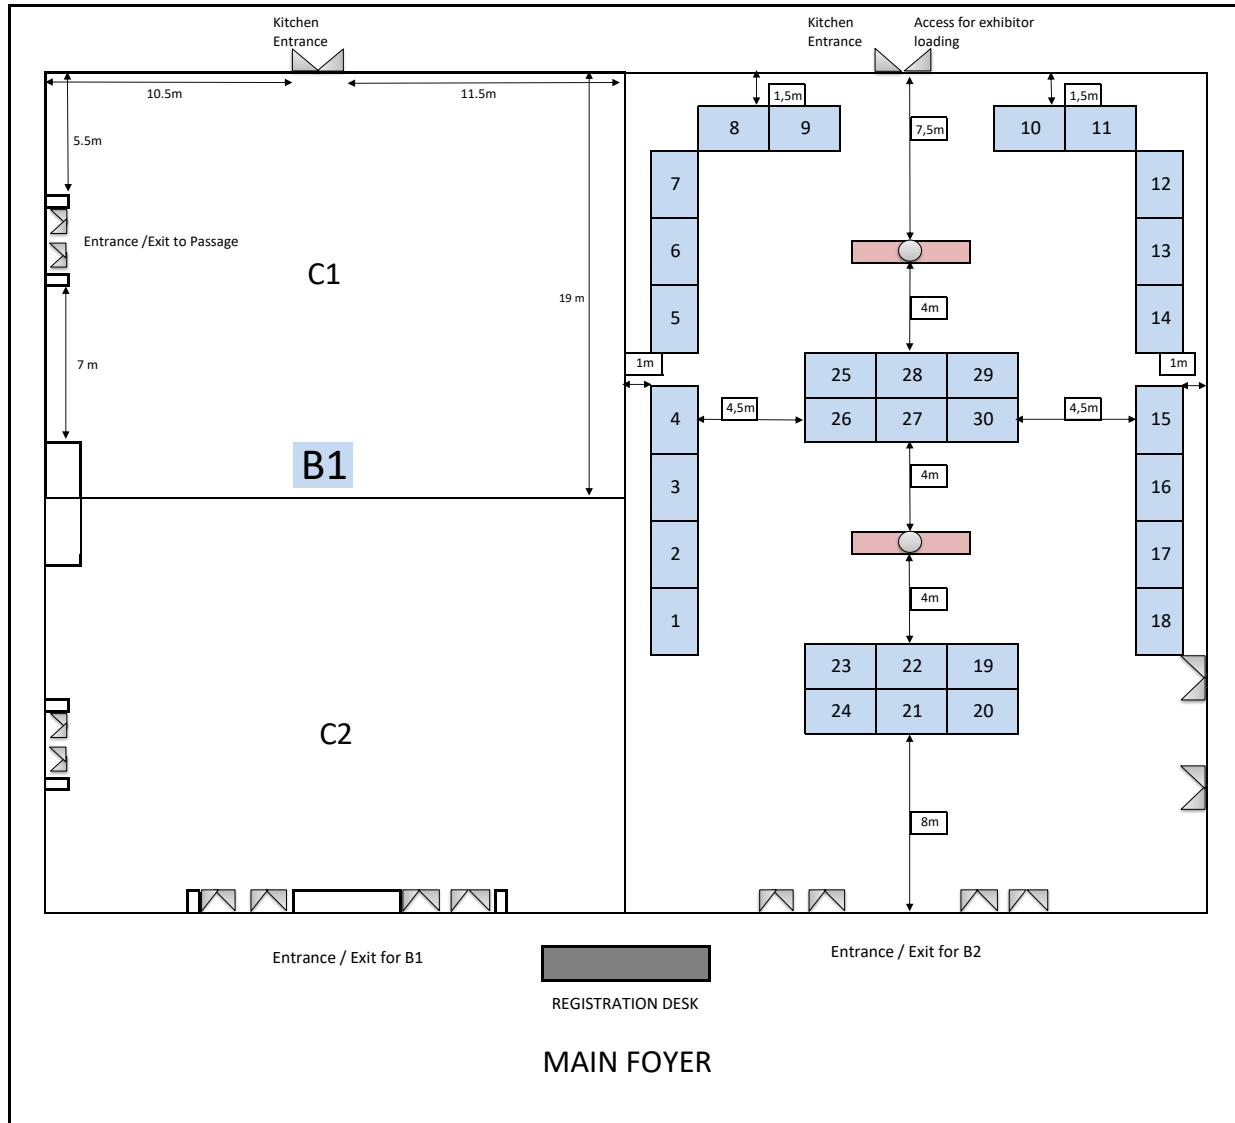 Kitchen
Entrance
Kitchen
Entrance
Access for exhibitor
loading
10.5m
11.5m
1,5m
1,5m
8
9
7,5m
10
11
5.5m
7
12
Entrance /Exit to Passage
6
13
C1
19 m
4m
5
14
7 m
1m
1m
25
28
29
4,5m
4,5m
4
26
27
30
15
B1
4m
3
16
2
17
4m
1
18
23
22
19
24
21
20
C2
8m
Entrance / Exit for B1
Entrance / Exit for B2
REGISTRATION DESK
MAIN FOYER